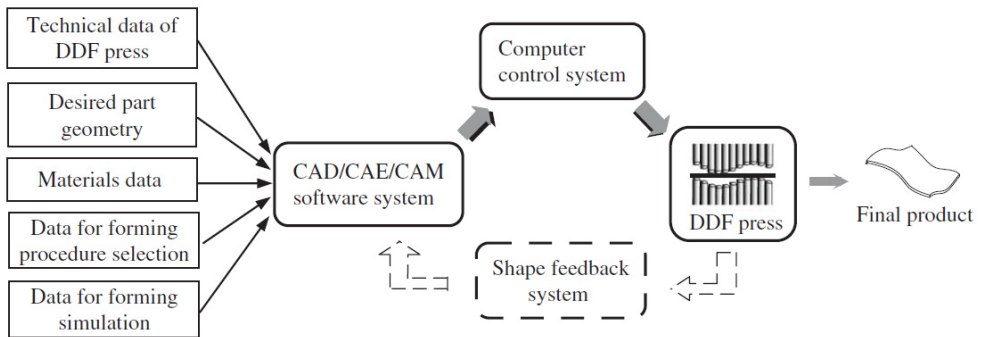 Technical data of
DDF press
Desired part
geometry
Materials data
Data for forming
procedure selection
Data for forming
simulation
CAD/CAE/CAM
software system
Computer
control system
DDF press
Final product
Shape feedback
system